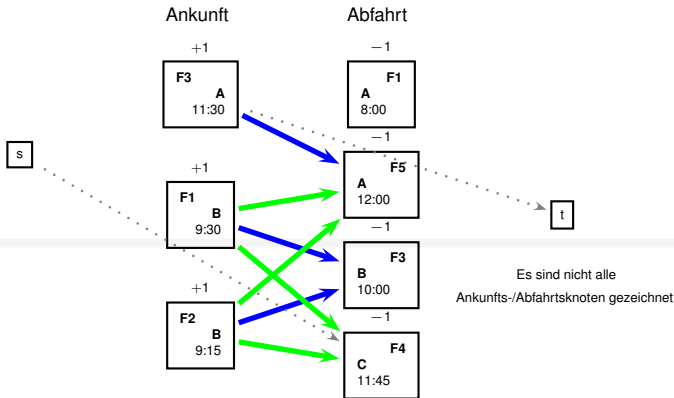 Ankunft
Abfahrt
+1
F3
A
11:30
−1
F1
A
8:00
s
+1
F1
B
9:30
−1
F5
A
12:00
t
−1
F3
B
10:00
+1
F2
B
9:15
−1
F4
C
11:45
Es sind nicht alle
Ankunfts-/Abfahrtsknoten gezeichnet